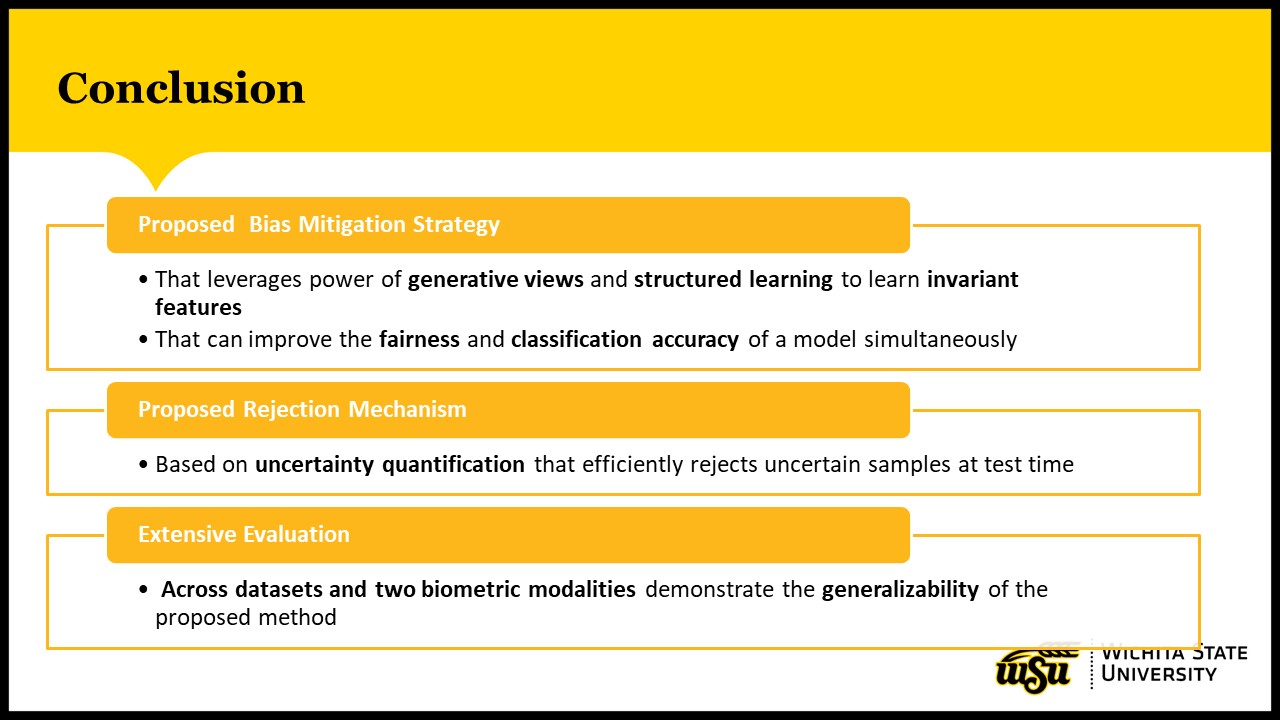 Conclusion
Proposed Bias Mitigation Strategy
• That leverages power of generative views and structured learning to learn invariant
features
• That can improve the fairness and classification accuracy of a model simultaneously
Proposed Rejection Mechanism
• Based on uncertainty quantification that efficiently rejects uncertain samples at test time
Extensive Evaluation
• Across datasets and two biometric modalities demonstrate the generalizability of the
proposed method
WSU
WICHITA STATE
UNIVERSITY